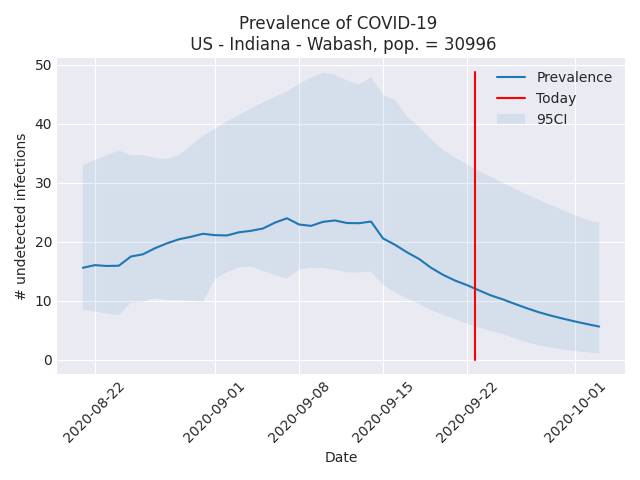 Prevalence of COVID-19
US - Indiana - Wabash, pop. = 30996
50
40
30
20
10
0
# undetected infections
Prevalence
Today
95CI
2020-08-22
2020-09-01
2020-09-08
2020-09-15
2020-09-22
2020-10-01
Date